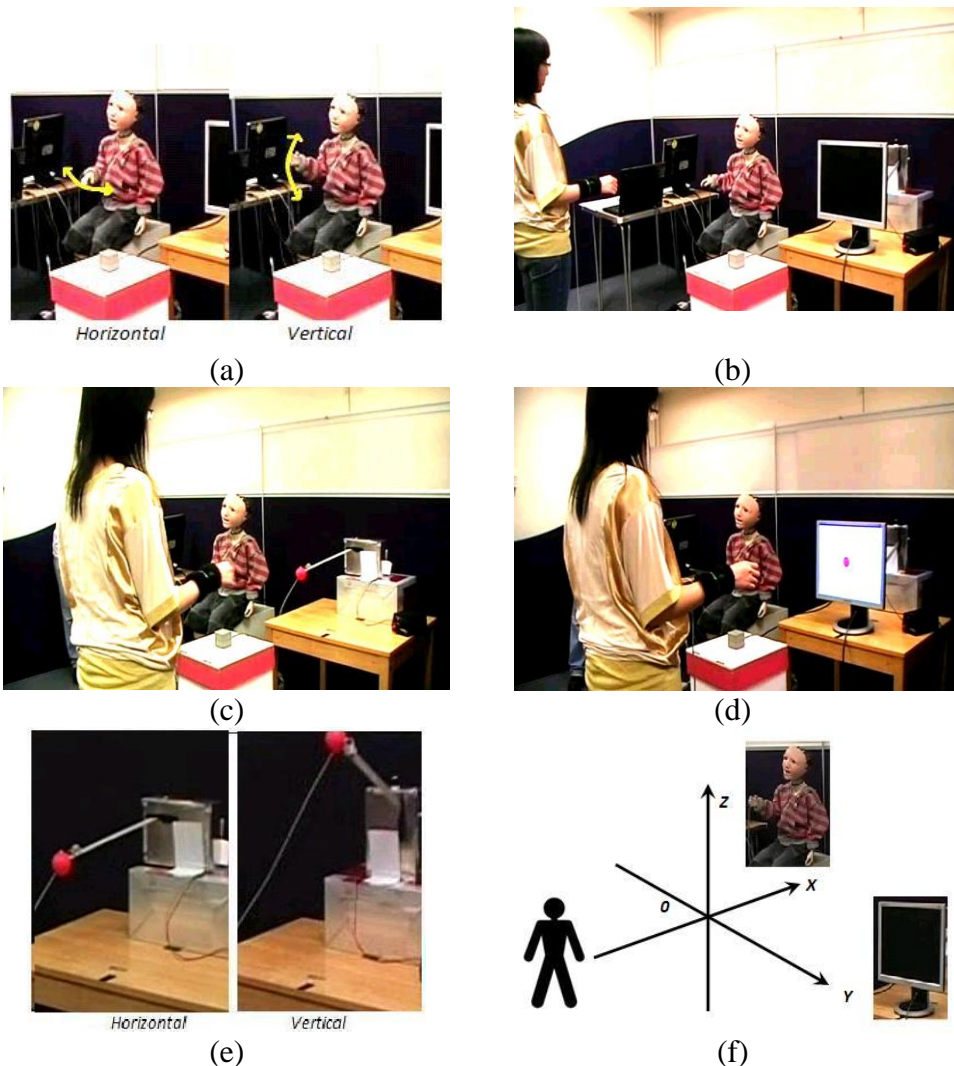 Horizontal Vertical
(a) (b)
(c) (d)
Horizontal Vertical
Z
X
O
Y
(e) (f)